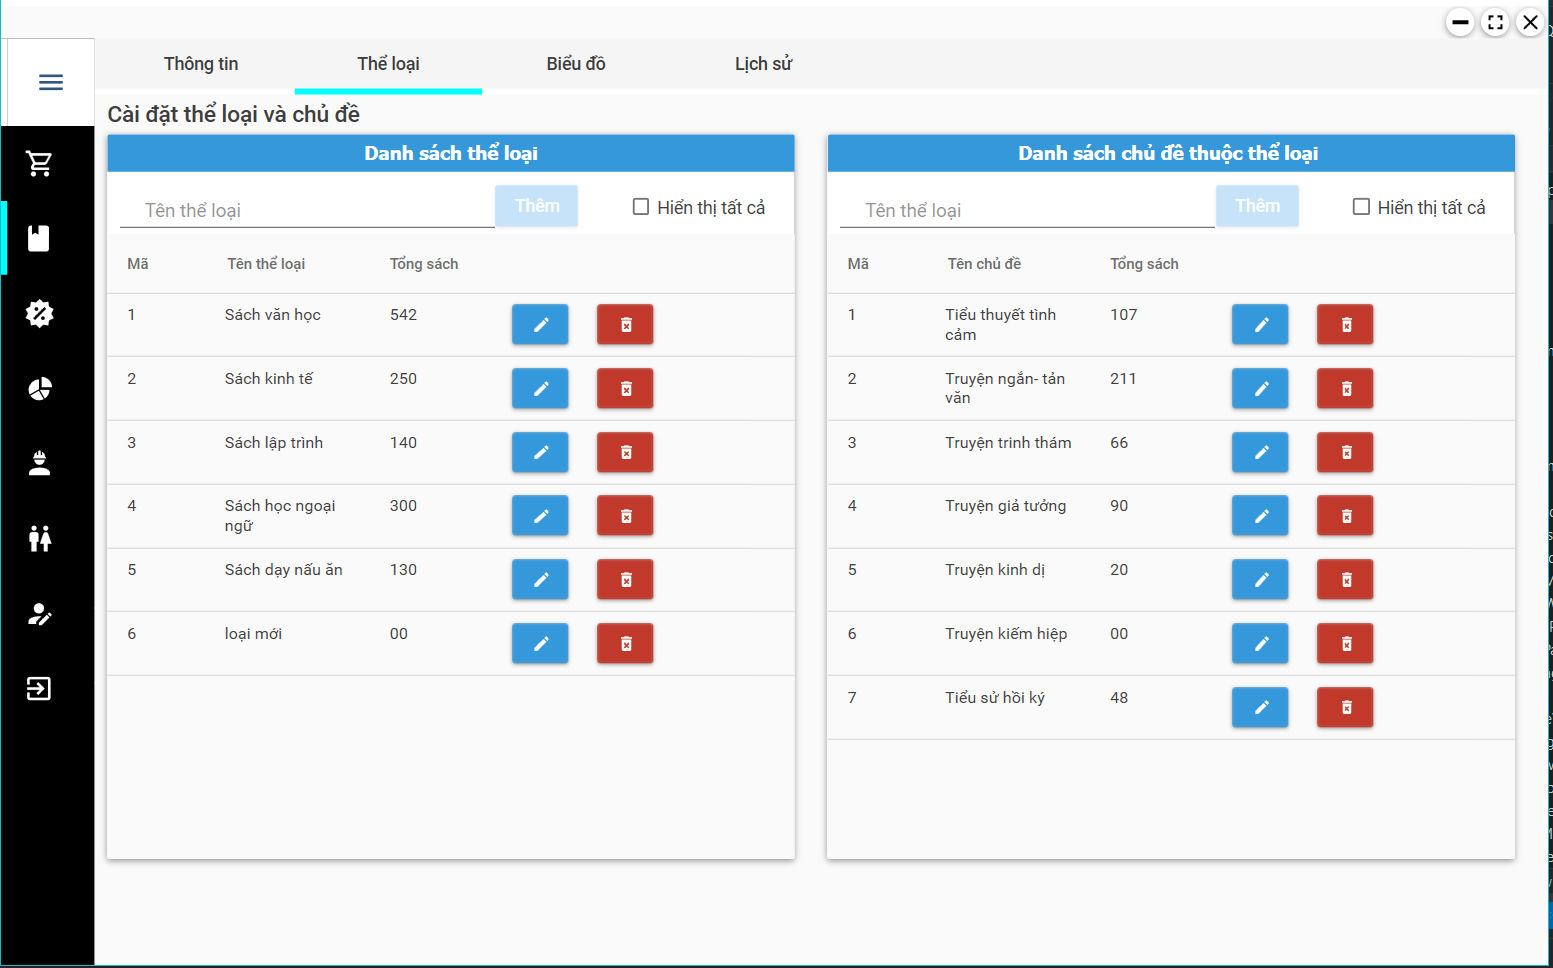 Thông tin
Thể loại
Biểu đồ
Lịch sử
Cài đặt thể loại và chủ đề
Danh sách thể loại
Tên thể loại
Thêm
Hiển thị tất cả
Mã
Tên thể loại
Tổng sách
1
Sách văn học
542
2
Sách kinh tế
250
3
Sách lập trình
140
4
Sách học ngoại
ngữ
300
5
Sách dạy nấu ăn
130
6
loại mới
00
Danh sách chủ đề thuộc thể loại
Tên thể loại
Thêm
Hiển thị tất cả
Mã
Tên chủ đề
Tổng sách
1
Tiểu thuyết tình
cảm
107
2
Truyện ngắn- tản
văn
211
3
Truyện trinh thám
66
4
Truyện giả tưởng
90
5
Truyện kinh dị
20
6
Truyện kiếm hiệp
00
7
Tiểu sử hồi ký
48